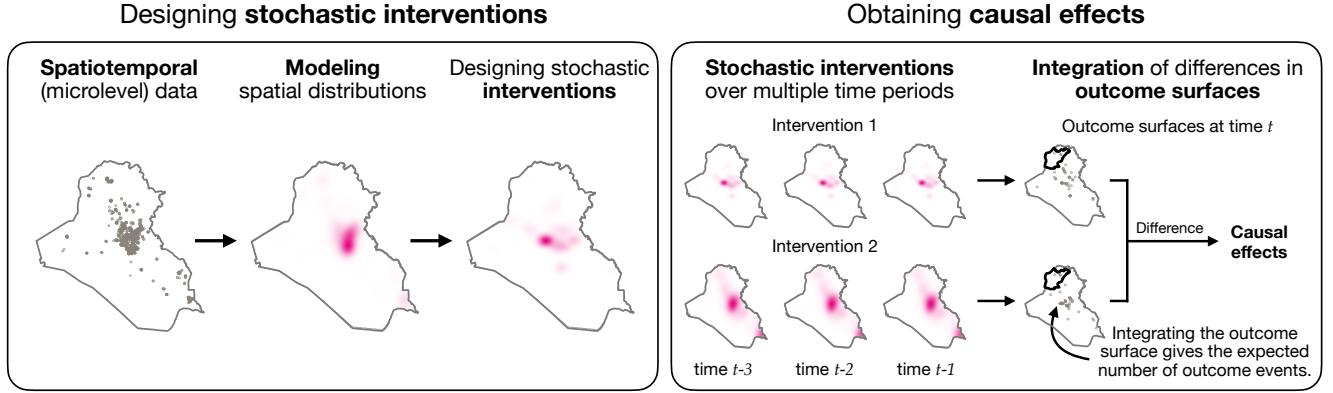 Designing stochastic interventions
Spatiotemporal
(microlevel) data
Modeling
spatial distributions
Designing stochastic
interventions
Obtaining causal effects
Stochastic interventions
over multiple time periods
Integration of differences in
outcome surfaces
Intervention 1
Outcome surfaces at time t
Intervention 2
Difference
Causal
effects
time t-3
time t-2
time t-1
Integrating the outcome
surface gives the expected
number of outcome events.